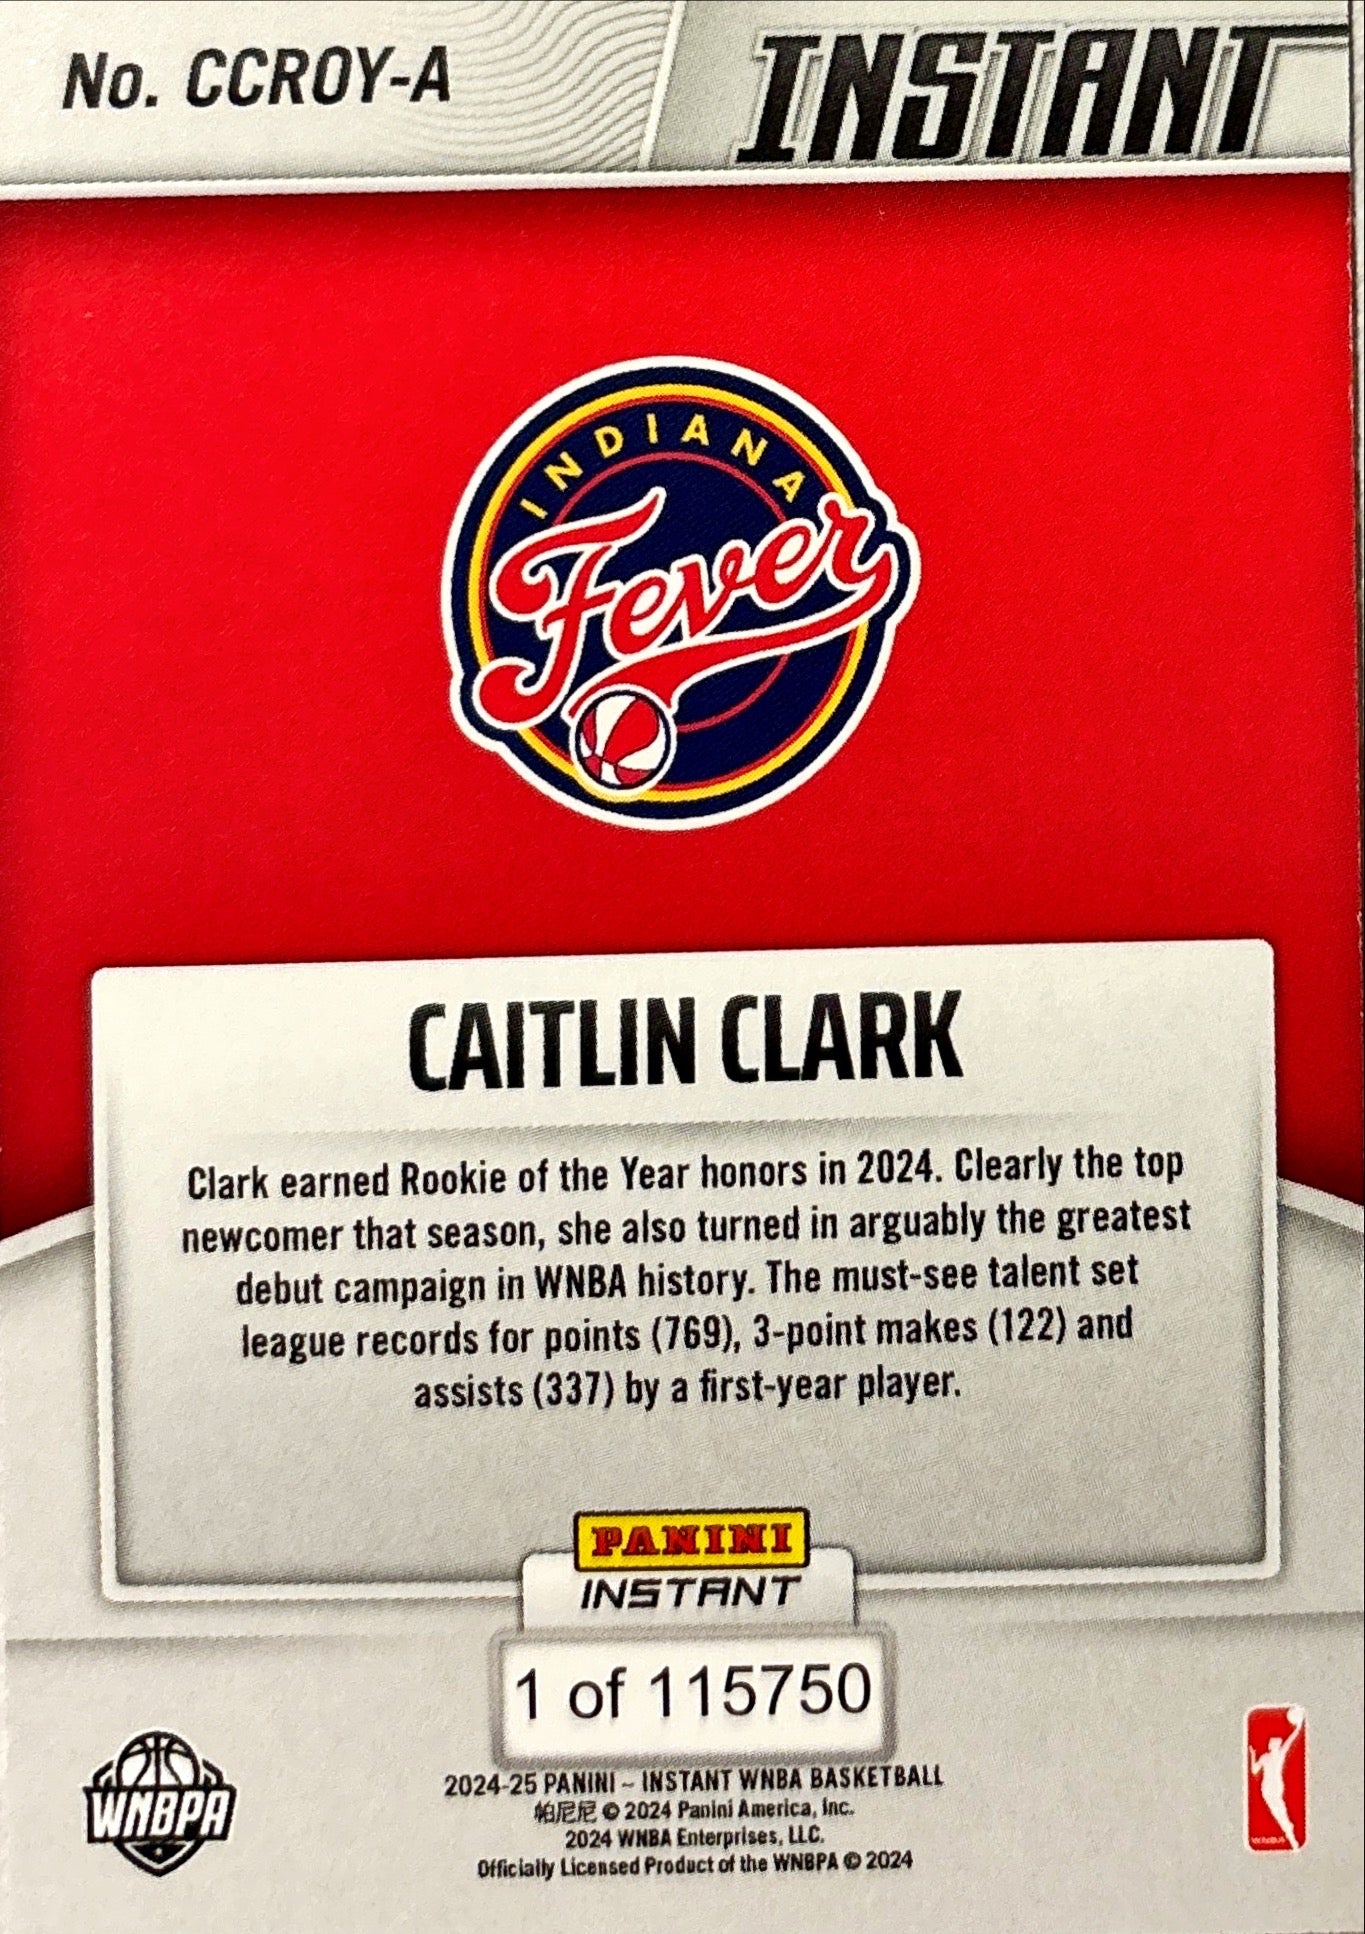 No. CCROY-A
INSTANT
INDIANA
Fever
CAITLIN CLARK
Clark earned Rookie of the Year honors in 2024. Clearly the top
newcomer that season, she also turned in arguably the greatest
debut campaign in WNBA history. The must-see talent set
league records for points (769), 3-point makes (122) and
assists (337) by a first-year player.
PANINI
INSTANT
1 of 115750
WNBPA
2024-25 PANINI – INSTANT WNBA BASKETBALL
帕尼尼 © 2024 Panini America, Inc.
2024 WNBA Enterprises, LLC.
Officially Licensed Product of the WNBPA © 2024
WNBA